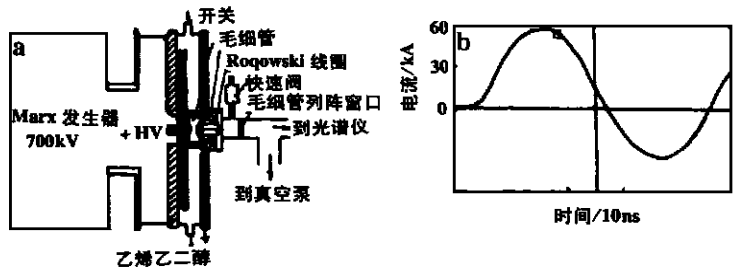 a
开关
毛细管
Roqowski 线圈
快速阀
毛细管列阵窗口
Marx 发生器
700kV
+ HV
到光谱仪
到真空泵
乙烯乙二醇
b
电流/kA
60
30
0
时间/10ns